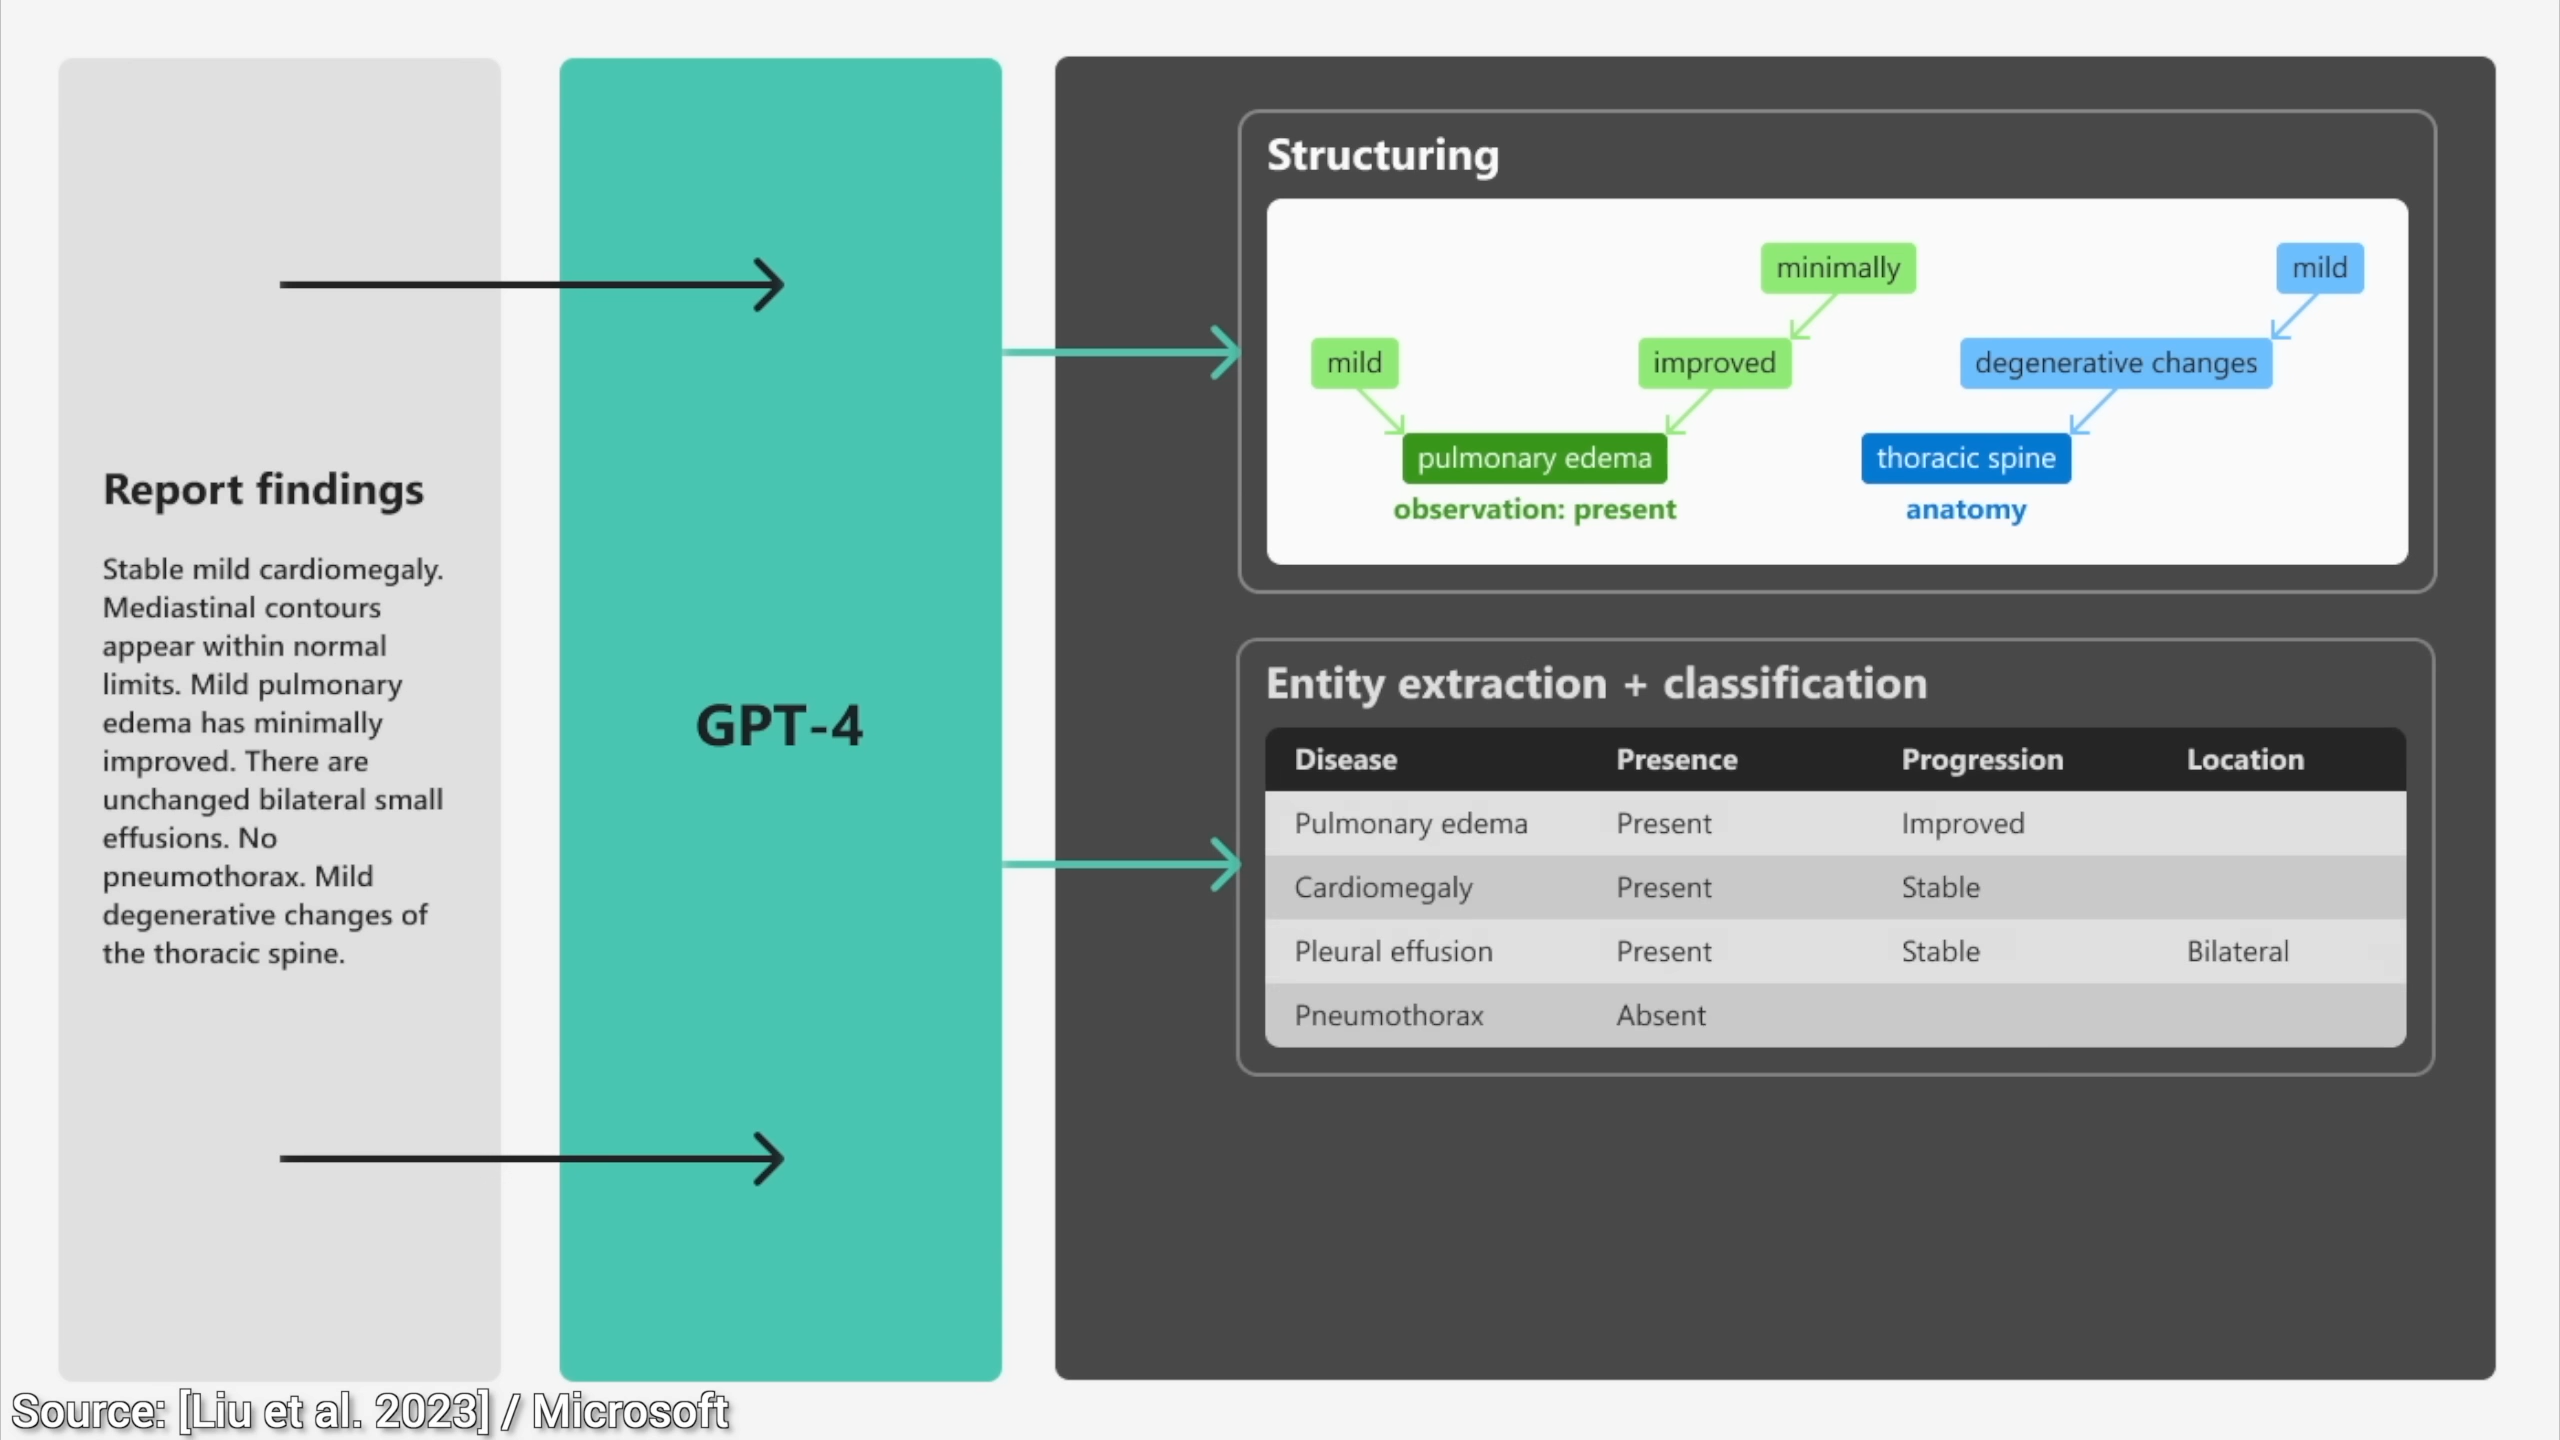 Report findings
Stable mild cardiomegaly.
Mediastinal contours
appear within normal
limits. Mild pulmonary
edema has minimally
improved. There are
unchanged bilateral small
effusions. No
pneumothorax. Mild
degenerative changes of
the thoracic spine.
GPT-4
Structuring
minimally
mild
mild
improved
degenerative changes
pulmonary edema
thoracic spine
observation: present
anatomy
Entity extraction + classification
Disease Presence Progression Location
Pulmonary edema Present Improved
Cardiomegaly Present Stable
Pleural effusion Present Stable Bilateral
Pneumothorax Absent
Source: [Liu et al. 2023] / Microsoft